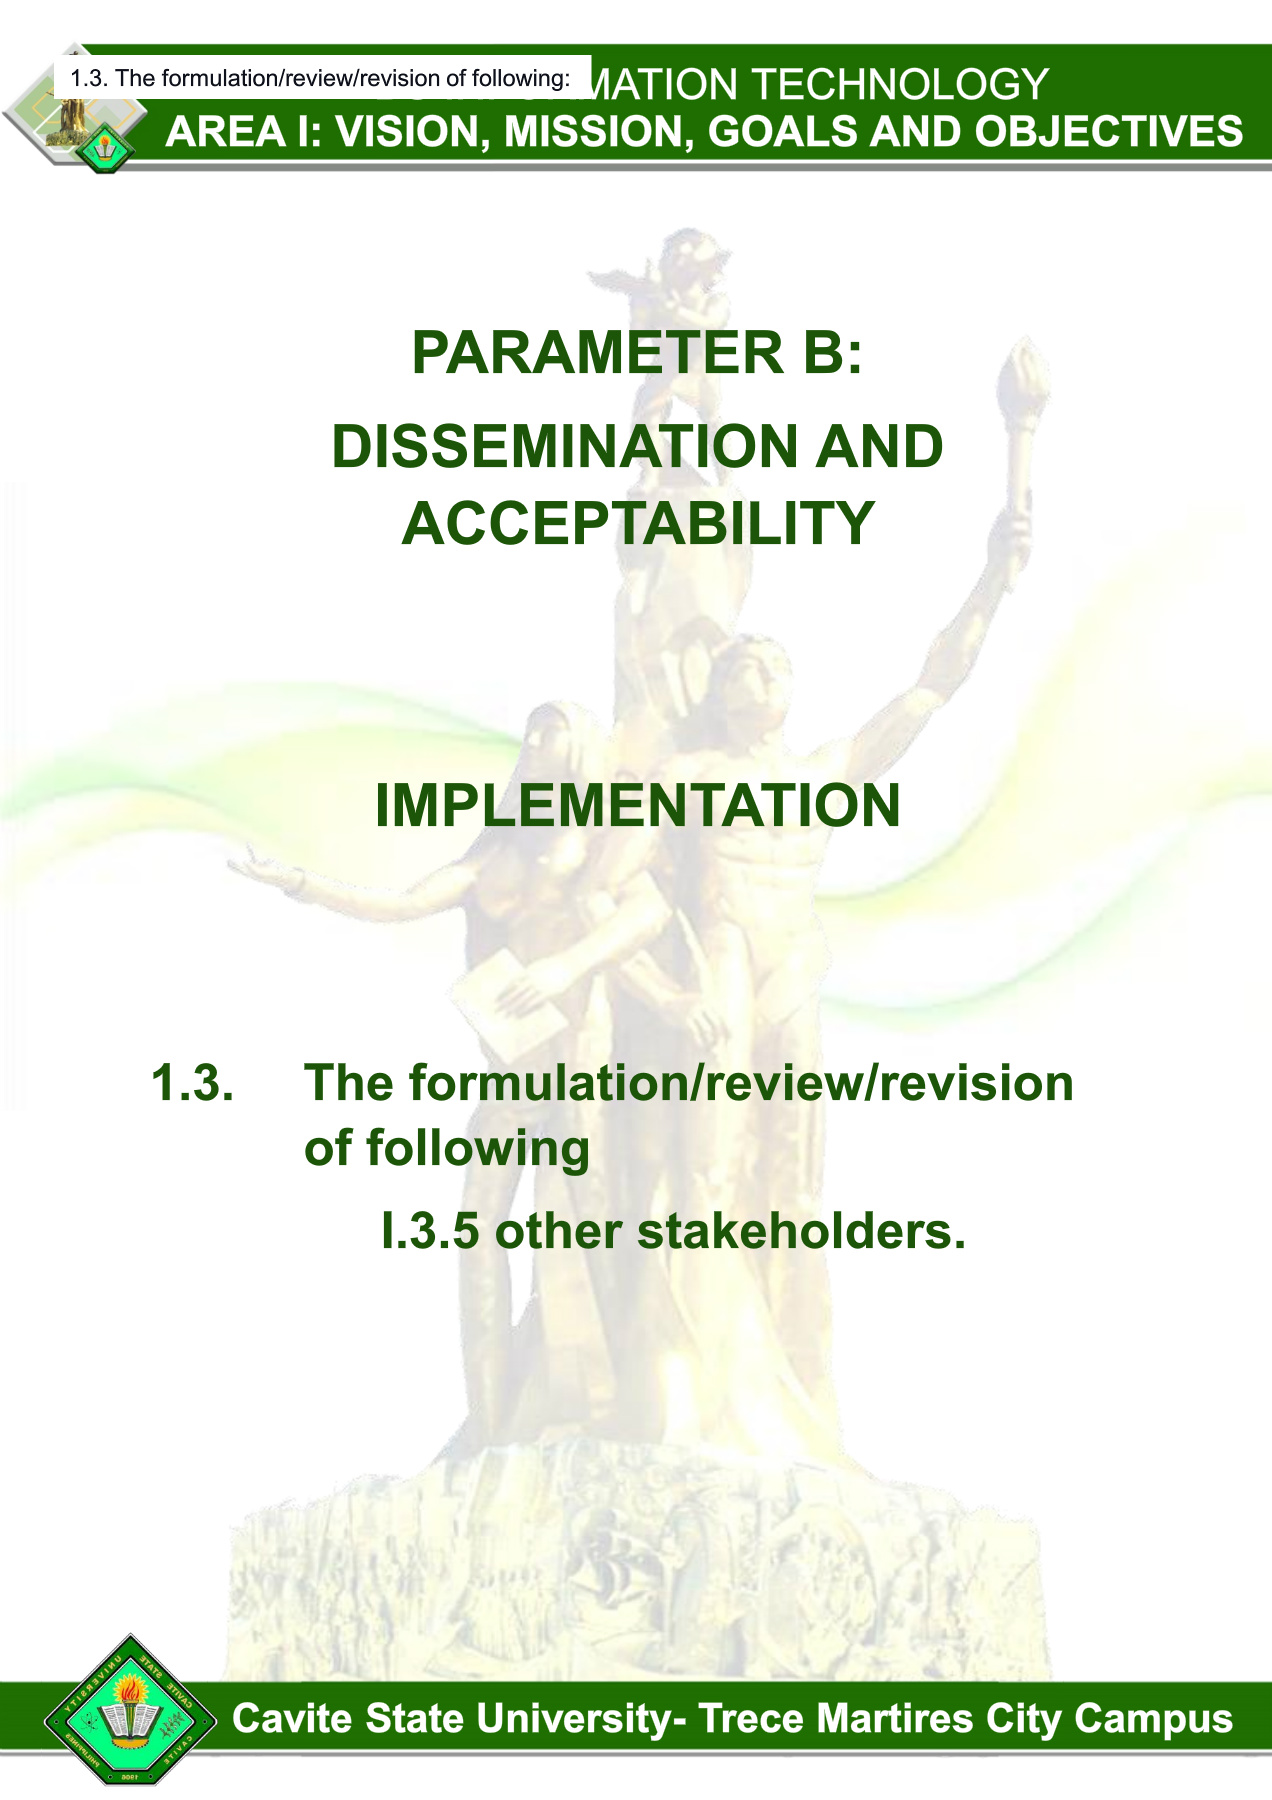 1.3. The formulation/review/revision of following:
TECHNOLOGY
AREA I: VISION, MISSION, GOALS AND OBJECTIVES
PARAMETER B:
DISSEMINATION AND
ACCEPTABILITY
IMPLEMENTATION
1.3. The formulation/review/revision
of following
I.3.5 other stakeholders.
CAVITE STATE UNIVERSITY
CAVITE PHILIPPINES
1906
Cavite State University- Trece Martires City Campus